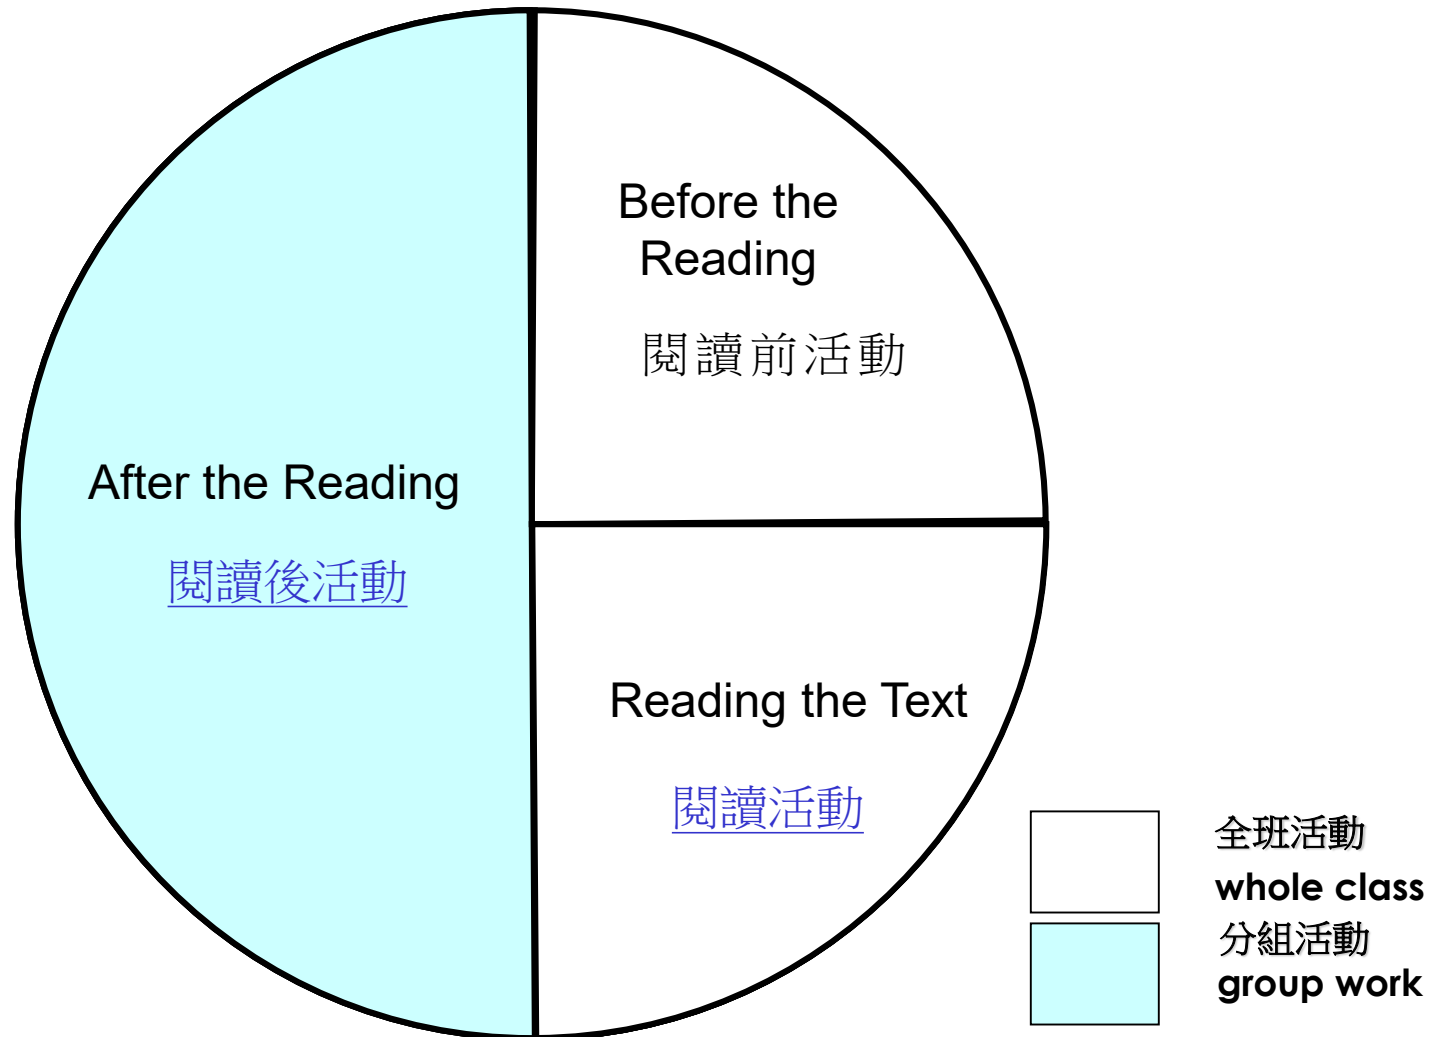 Before the
Reading
閱讀前活動
After the Reading
閱讀後活動
Reading the Text
閱讀活動
全班活動
whole class
分組活動
group work